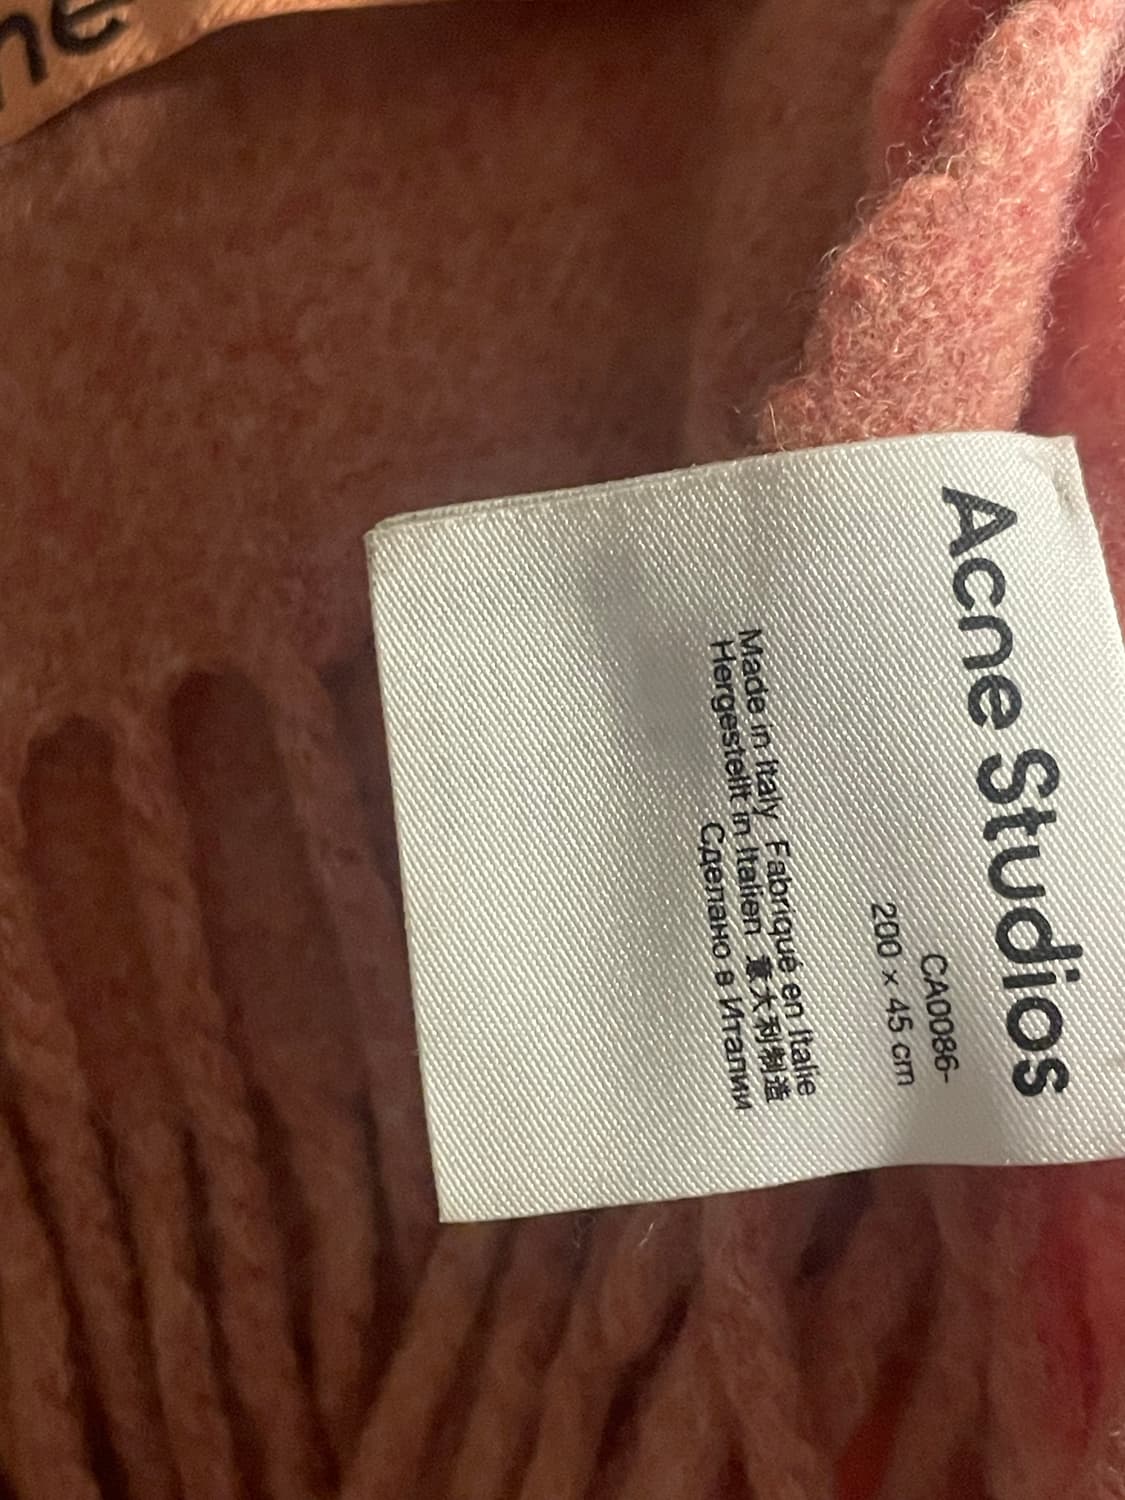 ne
Acne Studios
CA0086-
200 × 45 cm
Made in Italy Fabriqué en Italie
Hergestellt in Italien 意大利制造
Сделано в Италии